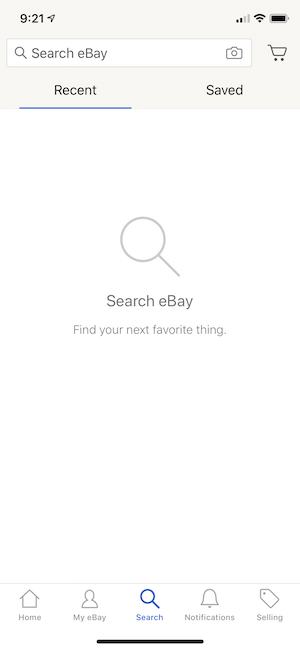 9:21
Search eBay
Recent
Saved
Search eBay
Find your next favorite thing.
Home
My eBay
Search
Notifications
Selling